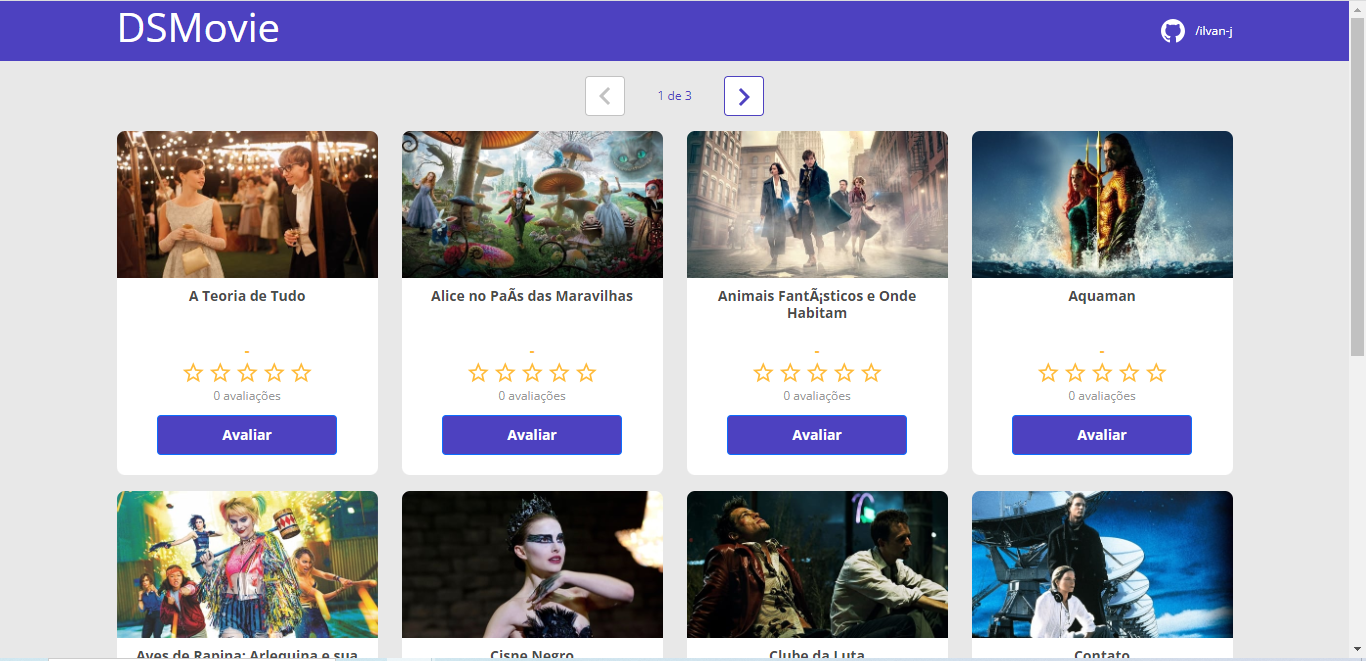 DSMovie
/ilvan-j
1 de 3
A Teoria de Tudo
Alice no PaÃs das Maravilhas
Animais FantÃ¡sticos e Onde
Habitam
Aquaman
-
-
-
-
0 avaliações
0 avaliações
0 avaliações
0 avaliações
Avaliar
Avaliar
Avaliar
Avaliar
Aves de Rapina: Arlequina e sua
Cisne Negro
Clube da Luta
Contato